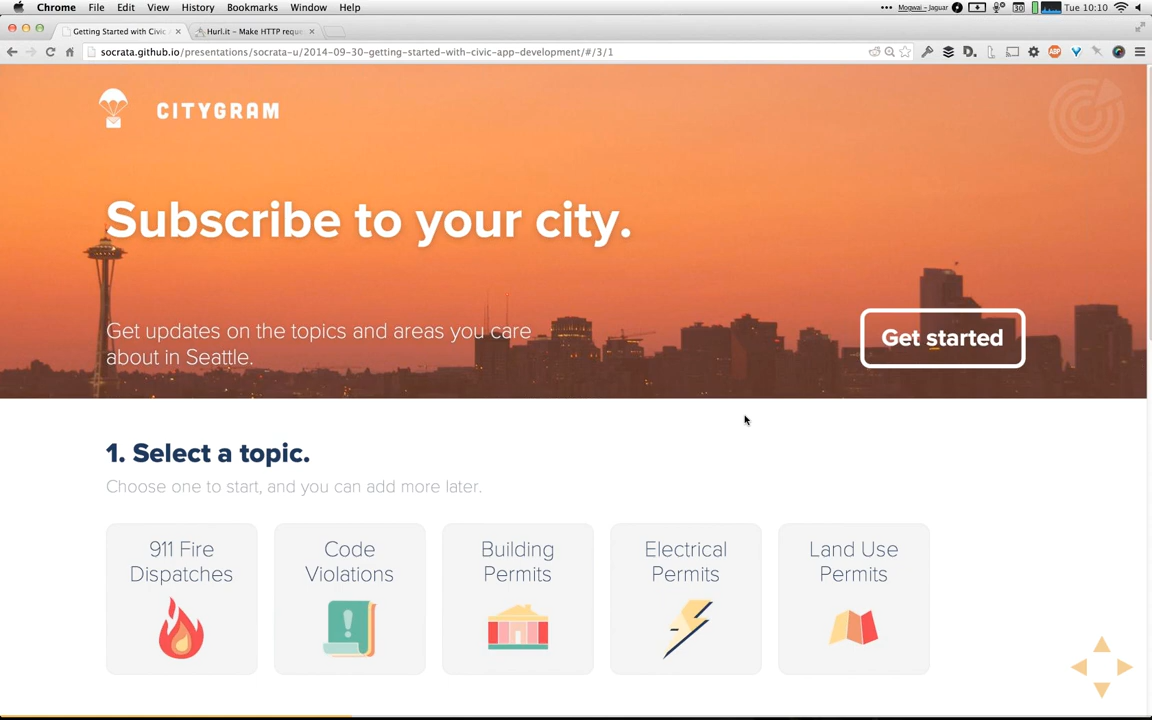 Chrome File Edit View History Bookmarks Window Help
Mogwai – Jaguar
30
Tue 10:10
Getting Started with Civic
Hurl.it – Make HTTP reque
socrata.github.io/presentations/socrata-u/2014-09-30-getting-started-with-civic-app-development/#/3/1
D.
ABP
CITYGRAM
Subscribe to your city.
Get updates on the topics and areas you care
about in Seattle.
Get started
1. Select a topic.
Choose one to start, and you can add more later.
911 Fire
Dispatches
Code
Violations
Building
Permits
Electrical
Permits
Land Use
Permits